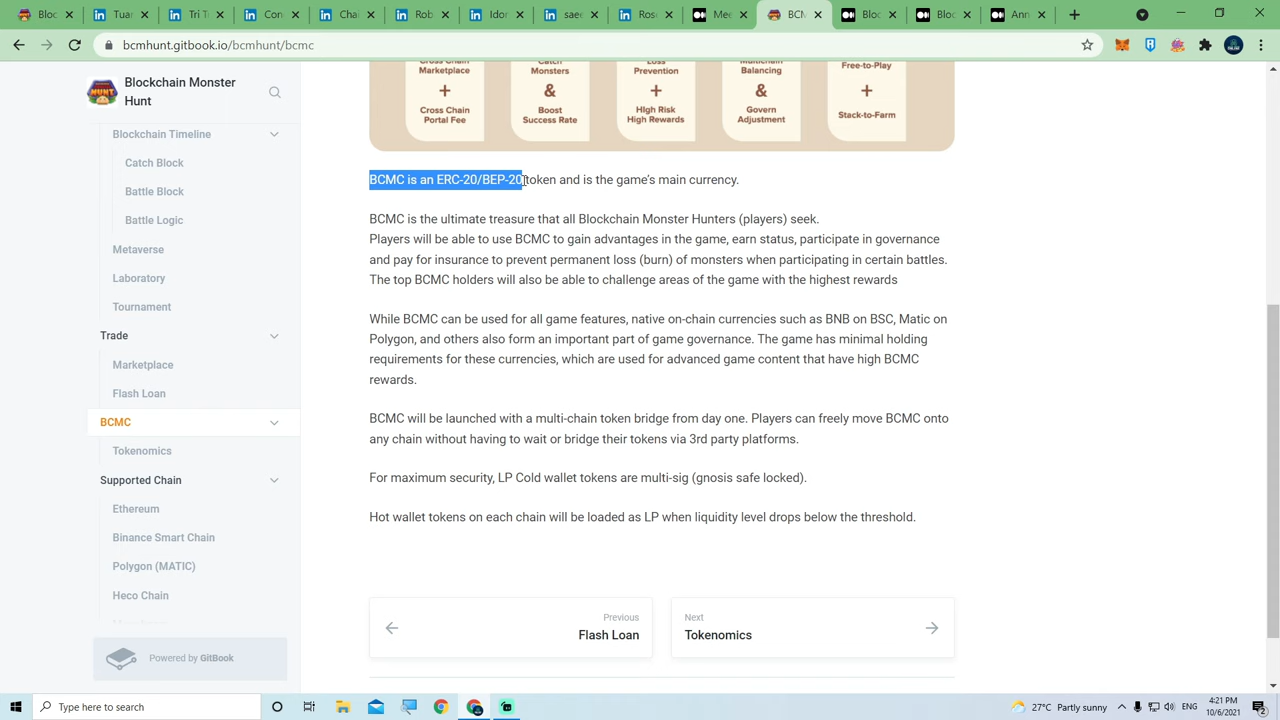 Bloc
Am
Am
Am
bcmhunt.gitbook.io/bcmhunt/bcmc
Blockchain Monster
Hunt
Blockchain Timeline
Catch Block
Battle Block
Battle Logic
Metaverse
Laboratory
Tournament
Trade
Marketplace
Flash Loan
BCMC
Tokenomics
Supported Chain
Ethereum
Binance Smart Chain
Polygon (MATIC)
Heco Chain
Powered by GitBook
Cross Chain
Marketplace
+
Cross Chain
Portal Fee
Catch
Monsters
&
Boost
Success Rate
Loss
Prevention
+
HIgh Risk
High Rewards
Multichain
Balancing
&
Govern
Adjustment
Free-to-Play
+
Stack-to-Farm
BCMC is an ERC-20/BEP-20 token and is the game's main currency.
BCMC is the ultimate treasure that all Blockchain Monster Hunters (players) seek.
Players will be able to use BCMC to gain advantages in the game, earn status, participate in governance
and pay for insurance to prevent permanent loss (burn) of monsters when participating in certain battles.
The top BCMC holders will also be able to challenge areas of the game with the highest rewards
While BCMC can be used for all game features, native on-chain currencies such as BNB on BSC, Matic on
Polygon, and others also form an important part of game governance. The game has minimal holding
requirements for these currencies, which are used for advanced game content that have high BCMC
rewards.
BCMC will be launched with a multi-chain token bridge from day one. Players can freely move BCMC onto
any chain without having to wait or bridge their tokens via 3rd party platforms.
For maximum security, LP Cold wallet tokens are multi-sig (gnosis safe locked).
Hot wallet tokens on each chain will be loaded as LP when liquidity level drops below the threshold.
Previous
Flash Loan
Next
Tokenomics
Type here to search
27°C Partly sunny
4:21 PM
10/6/2021